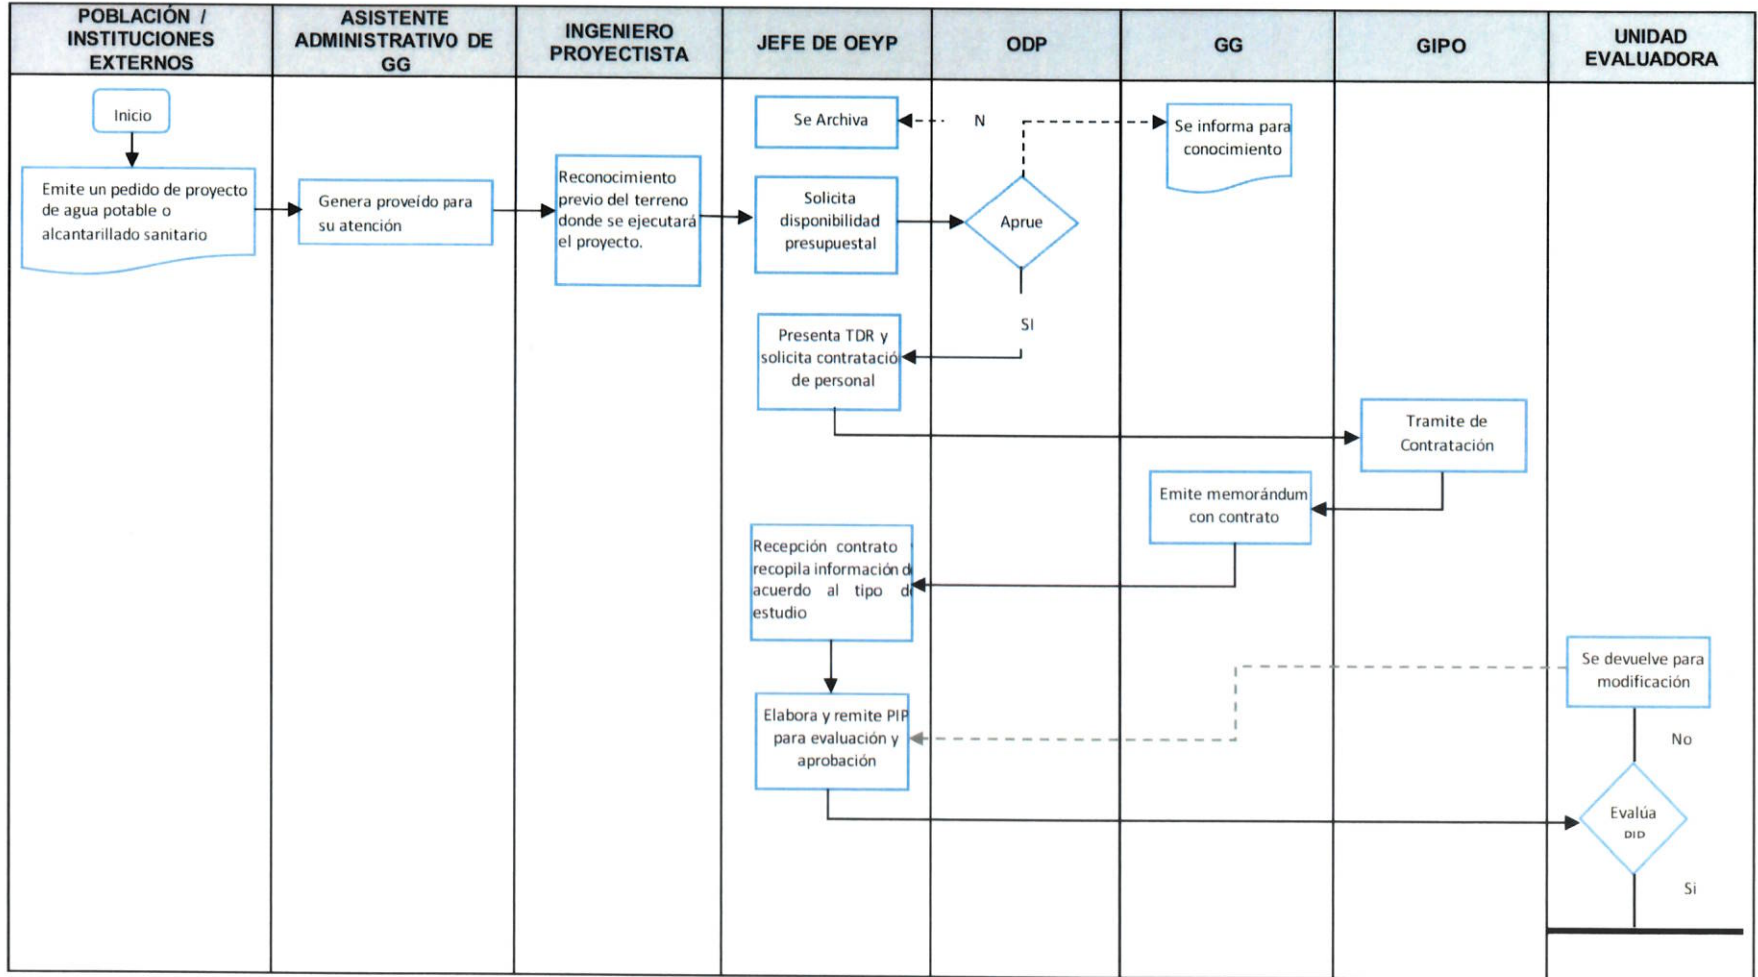 POBLACIÓN /
INSTITUCIONES
EXTERNOS
ASISTENTE
ADMINISTRATIVO DE
GG
INGENIERO
PROYECTISTA
JEFE DE OEYP
ODP
GG
GIPO
UNIDAD
EVALUADORA
Inicio
Emite un pedido de proyecto
de agua potable o
alcantarillado sanitario
Genera proveído para
su atención
Reconocimiento
previo del terreno
donde se ejecutará
el proyecto.
Se Archiva
N
Solicita
disponibilidad
presupuestal
Aprue
Se informa para
conocimiento
SI
Presenta TDR y
solicita contratació
de personal
Tramite de
Contratación
Emite memorándum
con contrato
Recepción contrato
recopila información d
acuerdo al tipo d
estudio
Se devuelve para
modificación
Elabora y remite PIP
para evaluación y
aprobación
No
Evalúa
Si